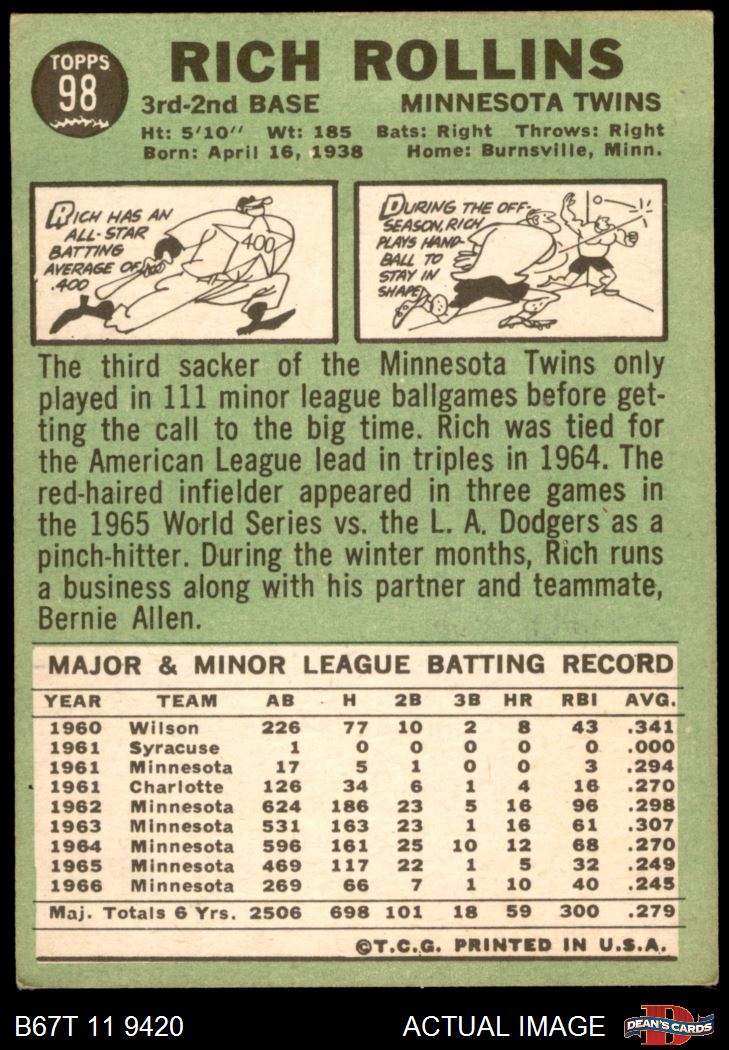 TOPPS
98
RICH ROLLINS
3rd-2nd BASE MINNESOTA TWINS
Ht: 5'10" Wt: 185 Bats: Right Throws: Right
Born: April 16, 1938 Home: Burnsville, Minn.
RICH HAS AN
ALL-STAR
BATTING
AVERAGE OF
.400
400
DURING THE OFF-
SEASON, RICH
PLAYS HAND-
BALL TO
STAY IN
SHAPE
The third sacker of the Minnesota Twins only
played in 111 minor league ballgames before get-
ting the call to the big time. Rich was tied for
the American League lead in triples in 1964. The
red-haired infielder appeared in three games in
the 1965 World Series vs. the L. A. Dodgers as a
pinch-hitter. During the winter months, Rich runs
a business along with his partner and teammate,
Bernie Allen.
MAJOR & MINOR LEAGUE BATTING RECORD
YEAR TEAM AB H 2B 3B HR RBI AVG.
1960 Wilson 226 77 10 2 8 43 .341
1961 Syracuse 1 0 0 0 0 0 .000
1961 Minnesota 17 5 1 0 0 3 .294
1961 Charlotte 126 34 6 1 4 16 .270
1962 Minnesota 624 186 23 5 16 96 .298
1963 Minnesota 531 163 23 1 16 61 .307
1964 Minnesota 596 161 25 10 12 68 .270
1965 Minnesota 469 117 22 1 5 32 .249
1966 Minnesota 269 66 7 1 10 40 .245
Maj. Totals 6 Yrs. 2506 698 101 18 59 300 .279
©T.C.G. PRINTED IN U.S.A.
B67T 11 9420 ACTUAL IMAGE
D
DEAN'S CARDS